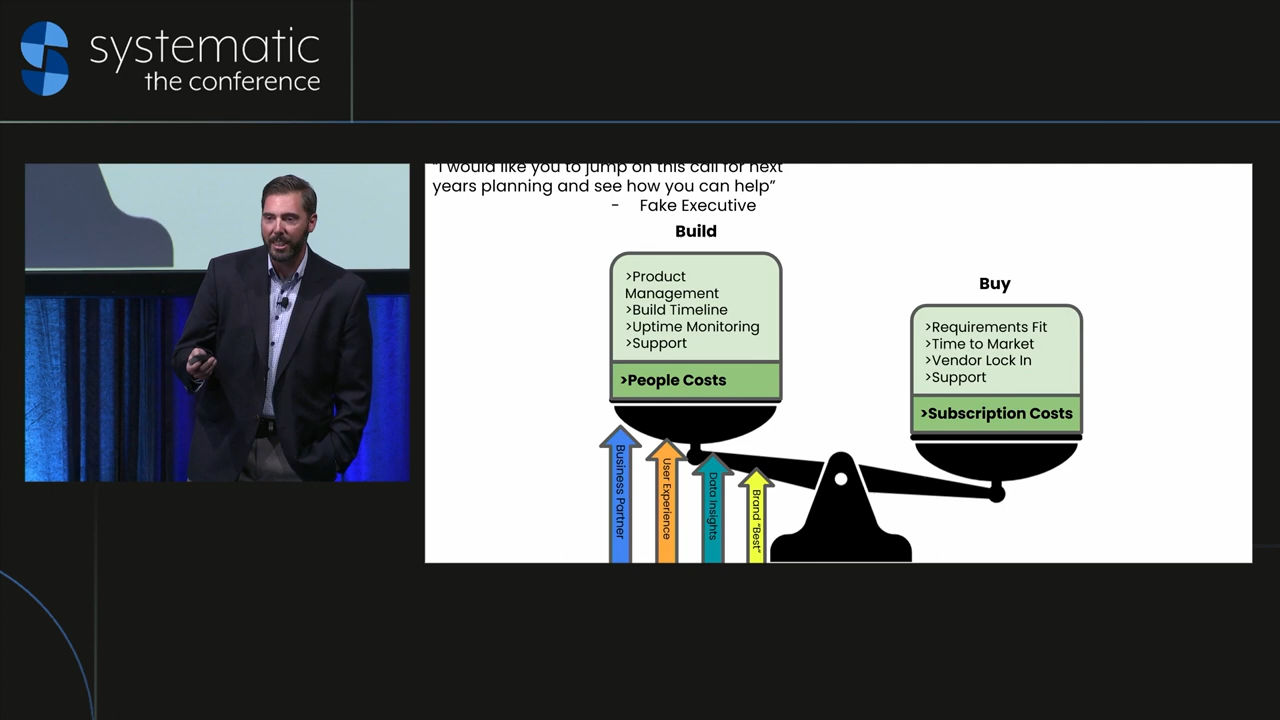 systematic
the conference
“I would like you to jump on this call for next
years planning and see how you can help”
- Fake Executive
Build
>Product
Management
>Build Timeline
>Uptime Monitoring
>Support
>People Costs
Buy
>Requirements Fit
>Time to Market
>Vendor Lock In
>Support
>Subscription Costs
Business Partner
User Experience
Data Insights
Brand “Best”